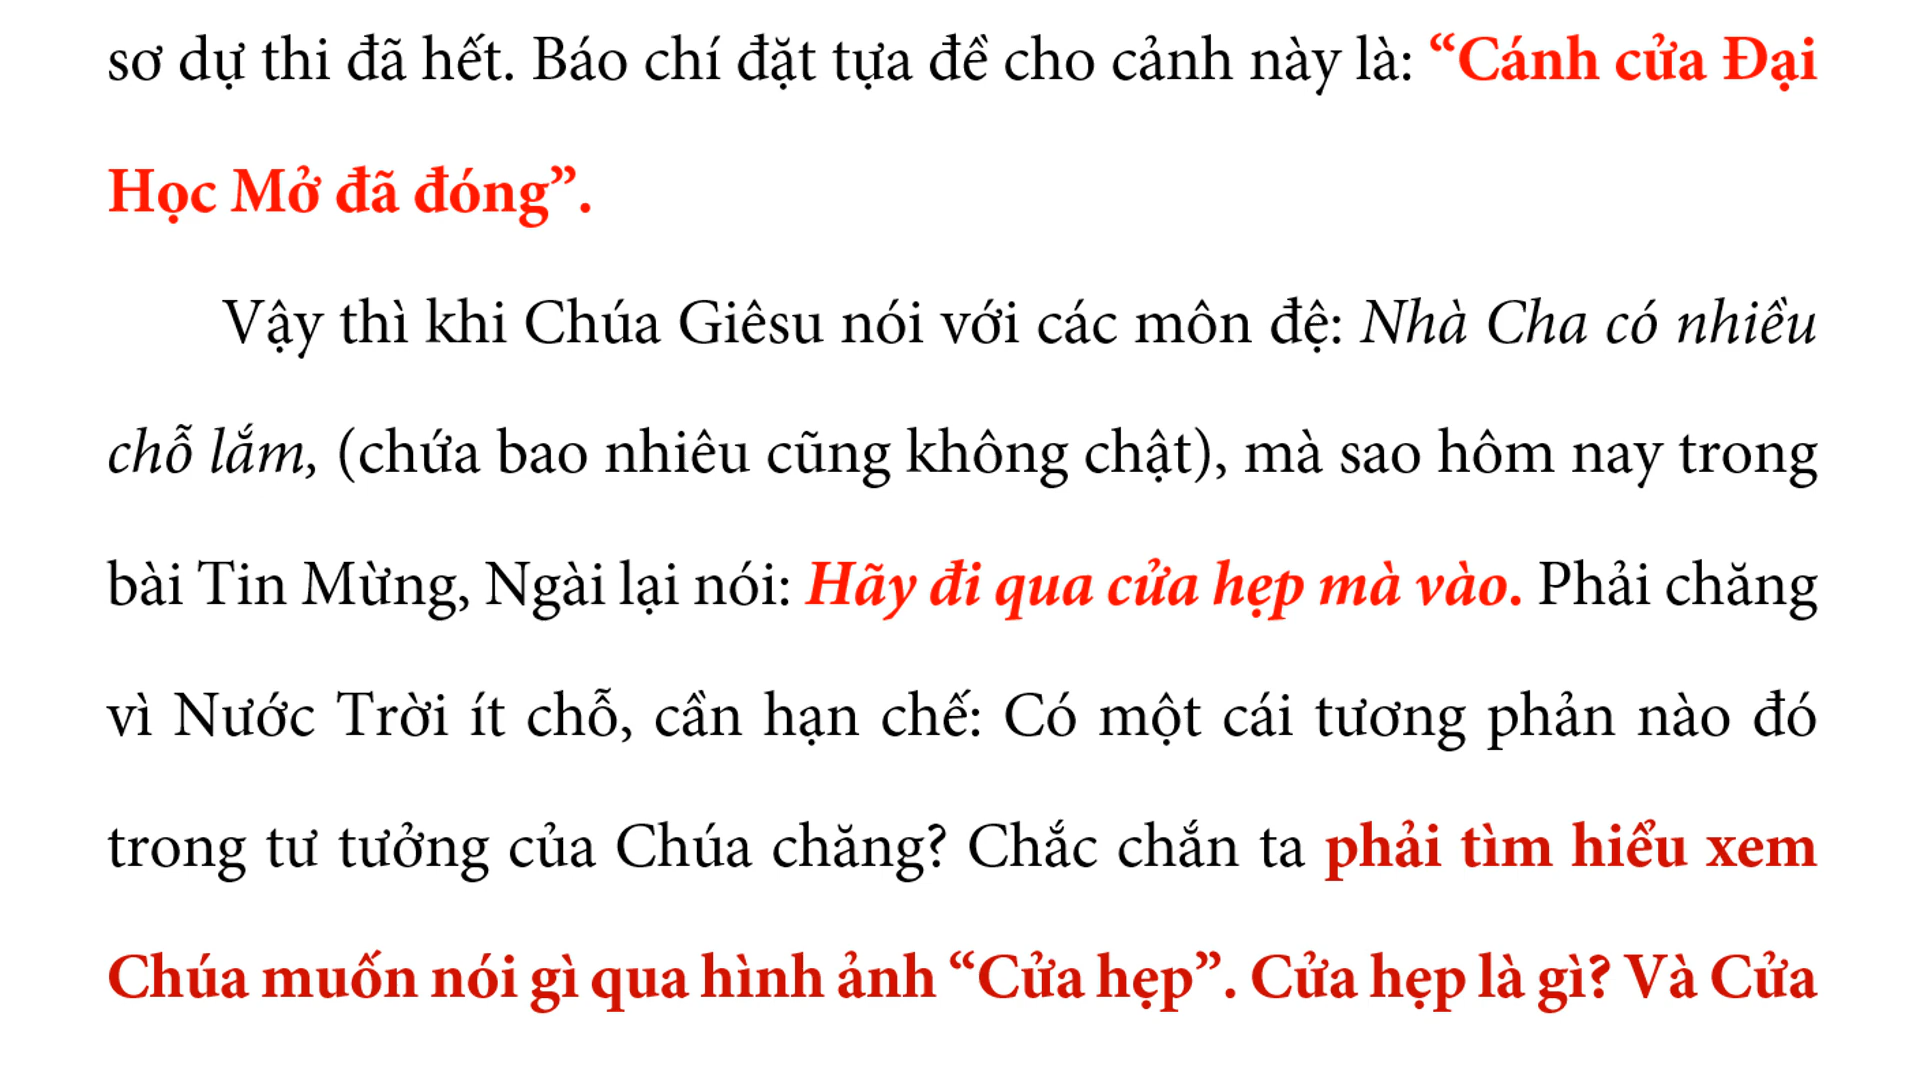 sơ dự thi đã hết. Báo chí đặt tựa đề cho cảnh này là: “Cánh cửa Đại
Học Mở đã đóng”.
Vậy thì khi Chúa Giêsu nói với các môn đệ: Nhà Cha có nhiều
chỗ lắm, (chứa bao nhiêu cũng không chật), mà sao hôm nay trong
bài Tin Mừng, Ngài lại nói: Hãy đi qua cửa hẹp mà vào. Phải chăng
vì Nước Trời ít chỗ, cần hạn chế: Có một cái tương phản nào đó
trong tư tưởng của Chúa chăng? Chắc chắn ta phải tìm hiểu xem
Chúa muốn nói gì qua hình ảnh “Cửa hẹp”. Cửa hẹp là gì? Và Cửa